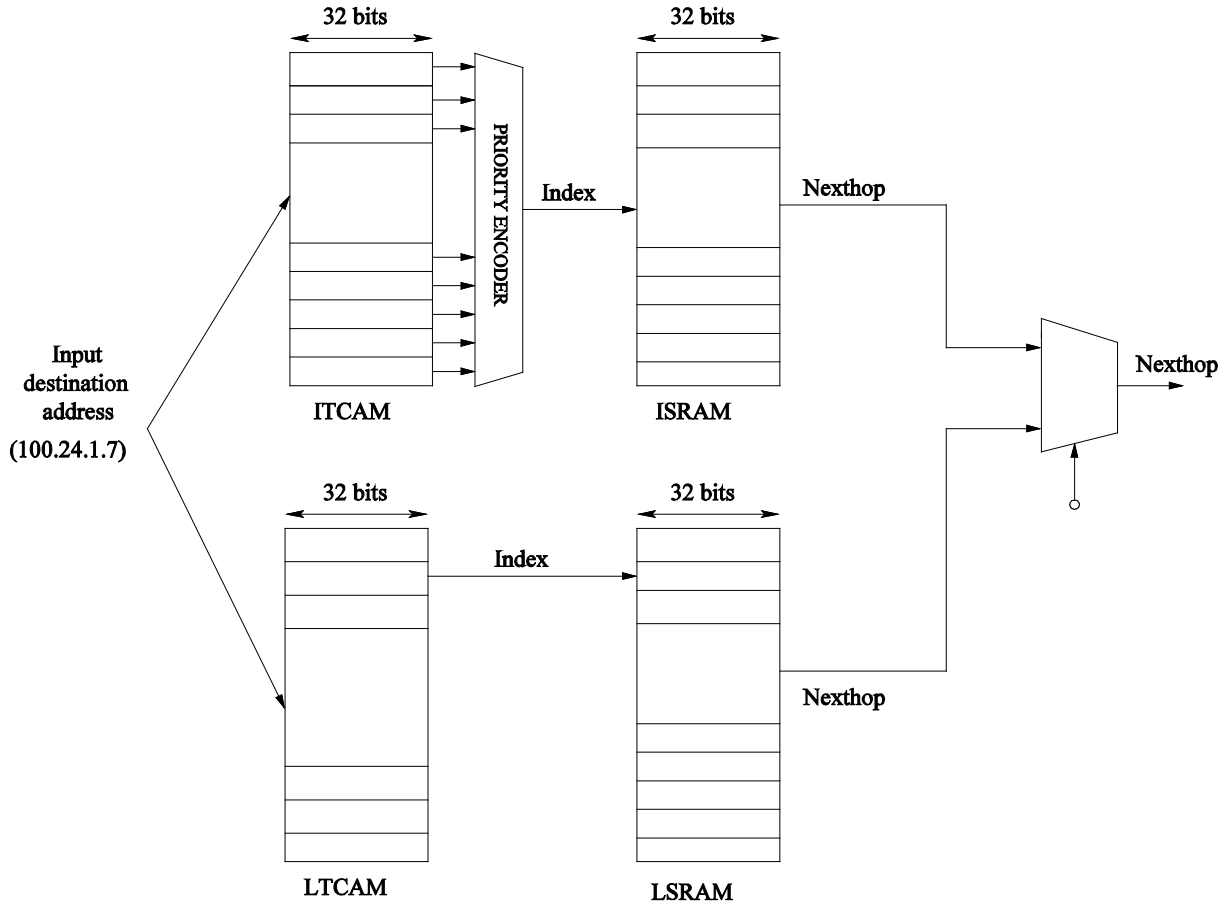 32 bits
32 bits
PRIORITY ENCODER
Index
Nexthop
Input
destination
address
(100.24.1.7)
ITCAM
ISRAM
Nexthop
32 bits
32 bits
Index
Nexthop
LTCAM
LSRAM